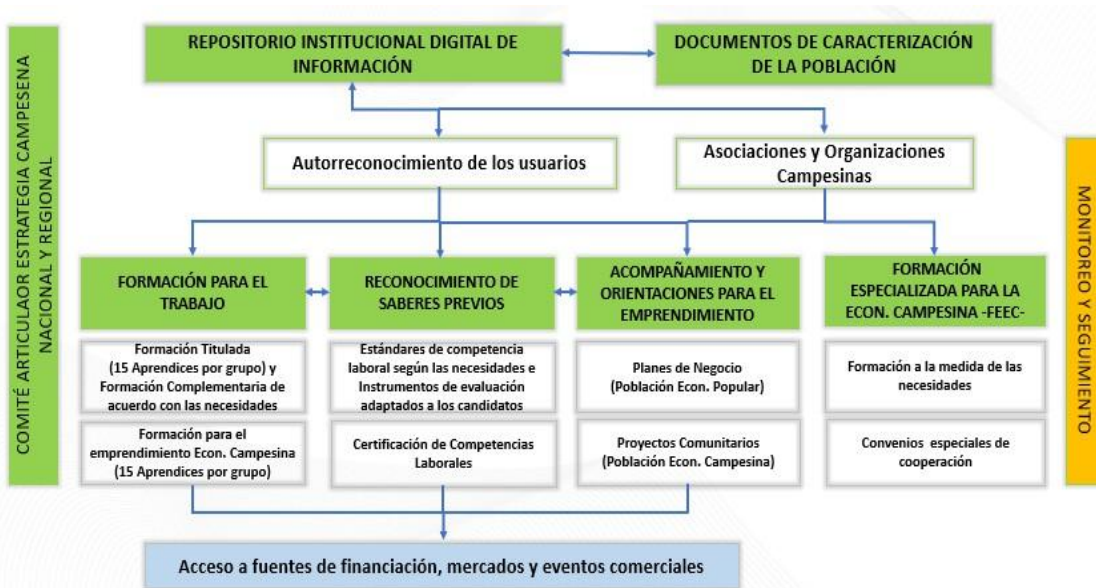 COMITÉ ARTICULAOR ESTRATEGIA CAMPESENA
NACIONAL Y REGIONAL
REPOSITORIO INSTITUCIONAL DIGITAL DE
INFORMACIÓN
DOCUMENTOS DE CARACTERIZACIÓN
DE LA POBLACIÓN
Autorreconocimiento de los usuarios
Asociaciones y Organizaciones
Campesinas
FORMACIÓN PARA EL
TRABAJO
RECONOCIMIENTO DE
SABERES PREVIOS
ACOMPAÑAMIENTO Y
ORIENTACIONES PARA EL
EMPRENDIMIENTO
FORMACIÓN
ESPECIALIZADA PARA LA
ECON. CAMPESINA -FEEC-
Formación Titulada
(15 Aprendices por grupo) y
Formación Complementaria de
acuerdo con las necesidades
Estándares de competencia
laboral según las necesidades e
Instrumentos de evaluación
adaptados a los candidatos
Planes de Negocio
(Población Econ. Popular)
Formación a la medida de las
necesidades
Formación para el
emprendimiento Econ. Campesina
(15 Aprendices por grupo)
Certificación de Competencias
Laborales
Proyectos Comunitarios
(Población Econ. Campesina)
Convenios especiales de
cooperación
Acceso a fuentes de financiación, mercados y eventos comerciales
MONITOREO Y SEGUIMIENTO